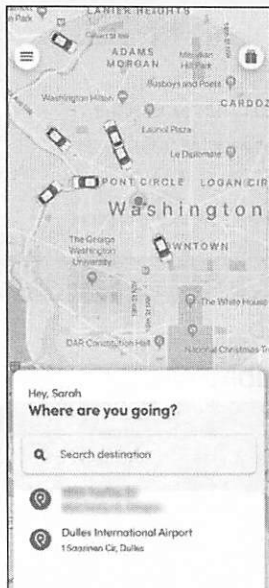 LANIER HEIGHTS
ADAMS
MORGAN
Meridian
Hill Park
Busboys and Poets
Washington Hilton
CARDOZ
Laurlol Plaza
Le Diplomate
PONT CIRCLE
LOGAN CIR
Washington
The George
Washington
University
OWNTOWN
The White House
DAR Constitution Hall
National Christmas Tr
Hey, Sarah
Where are you going?
Search destination
Dulles International Airport
1 Saarinen Cir, Dulles